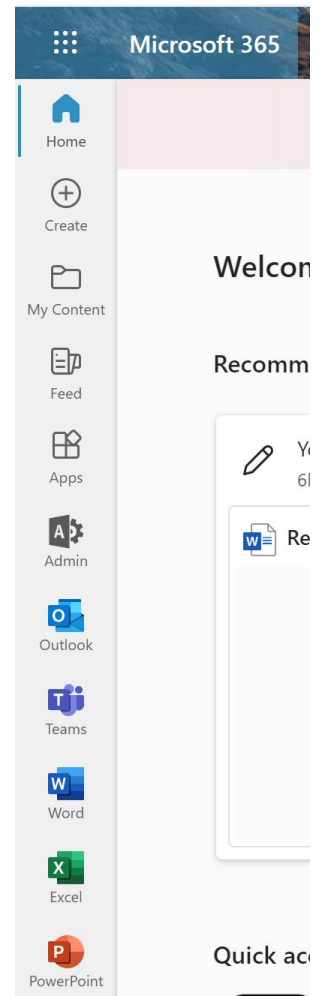 Microsoft 365
Home
Create
My Content
Feed
Apps
Admin
Outlook
Teams
Word
Excel
PowerPoint
Welcon
Recomm
Re
Quick acc